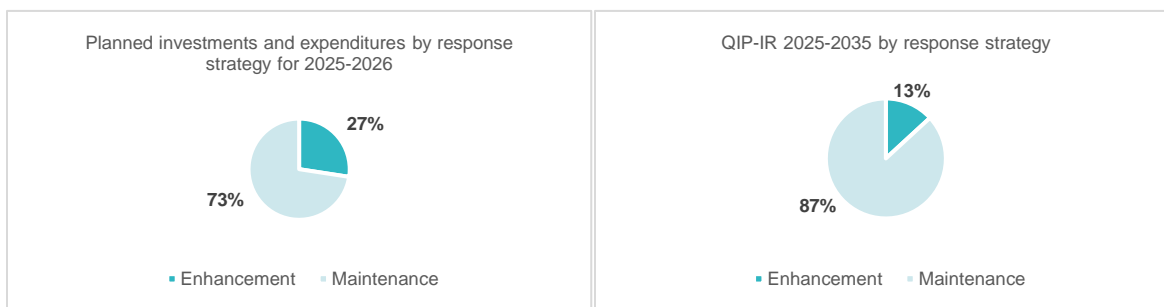 Planned investments and expenditures by response
strategy for 2025-2026
27%
73%
Enhancement Maintenance
QIP-IR 2025-2035 by response strategy
13%
87%
Enhancement Maintenance